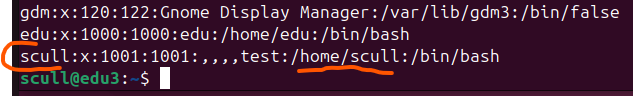 gdm:x:120:122:Gnome Display Manager:/var/lib/gdm3:/bin/false
edu:x:1000:1000:edu:/home/edu:/bin/bash
scull:x:1001:1001:,,,,test:/home/scull:/bin/bash
scull@edu3:~$